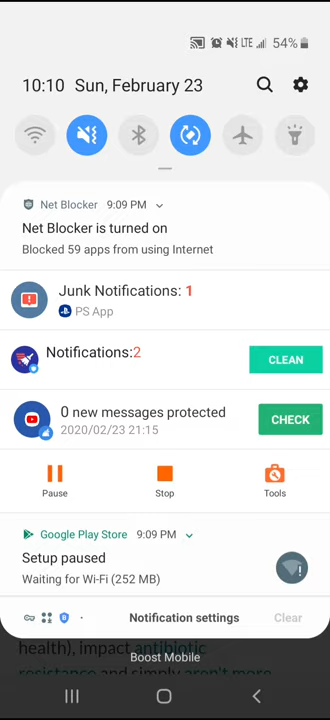 LTE 54%
10:10 Sun, February 23
Net Blocker 9:09 PM
Net Blocker is turned on
Blocked 59 apps from using Internet
Junk Notifications: 1
PS App
Notifications:2
CLEAN
0 new messages protected
2020/02/23 21:15
CHECK
Pause Stop Tools
Google Play Store 9:09 PM
Setup paused
Waiting for Wi-Fi (252 MB)
Notification settings Clear
health), impact antibiotic
resistance and simply aren't more
Boost Mobile